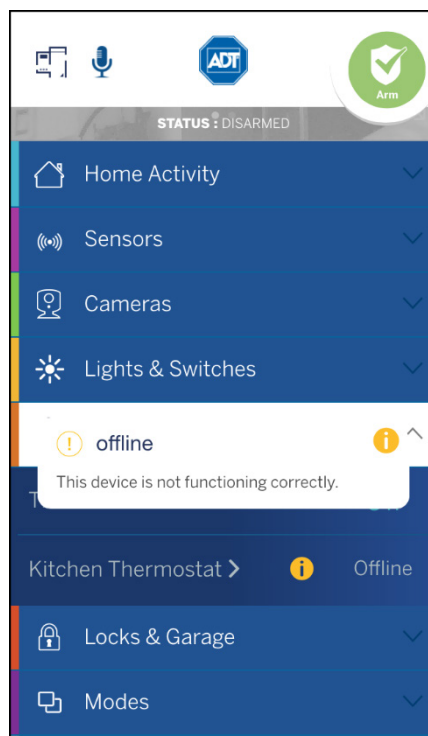 ADT
Arm
STATUS : DISARMED
Home Activity
Sensors
Cameras
Lights & Switches
! offline i
This device is not functioning correctly.
Kitchen Thermostat > i Offline
Locks & Garage
Modes